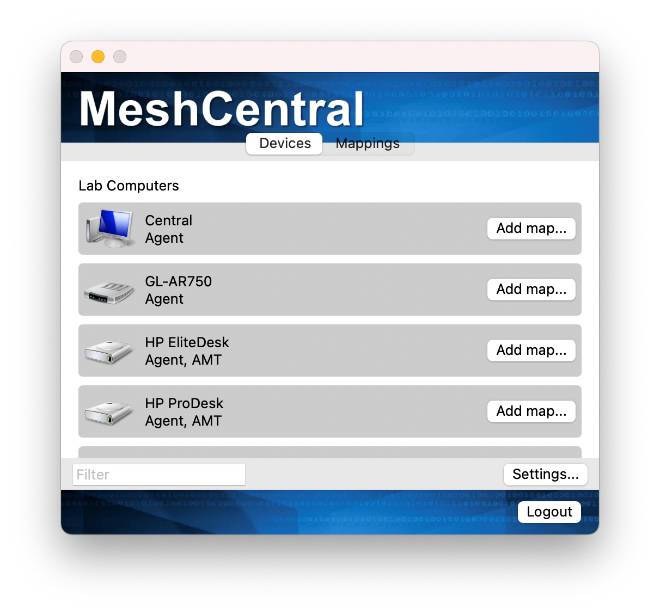 MeshCentral
Devices
Mappings
Lab Computers
Central
Agent
Add map...
GL-AR750
Agent
Add map...
HP EliteDesk
Agent, AMT
Add map...
HP ProDesk
Agent, AMT
Add map...
Filter
Settings...
Logout